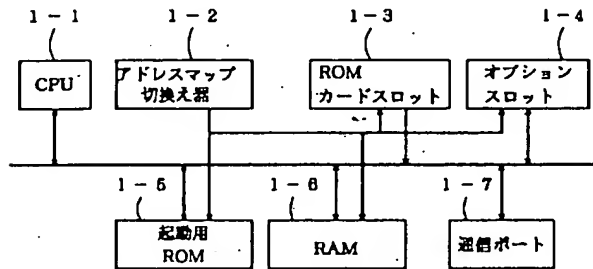 1-1
1-2
1-3
1-4
CPU
アドレスマップ
切換え器
ROM
カードスロット
オプション
スロット
1-5
1-6
1-7
起動用
ROM
RAM
通信ポート